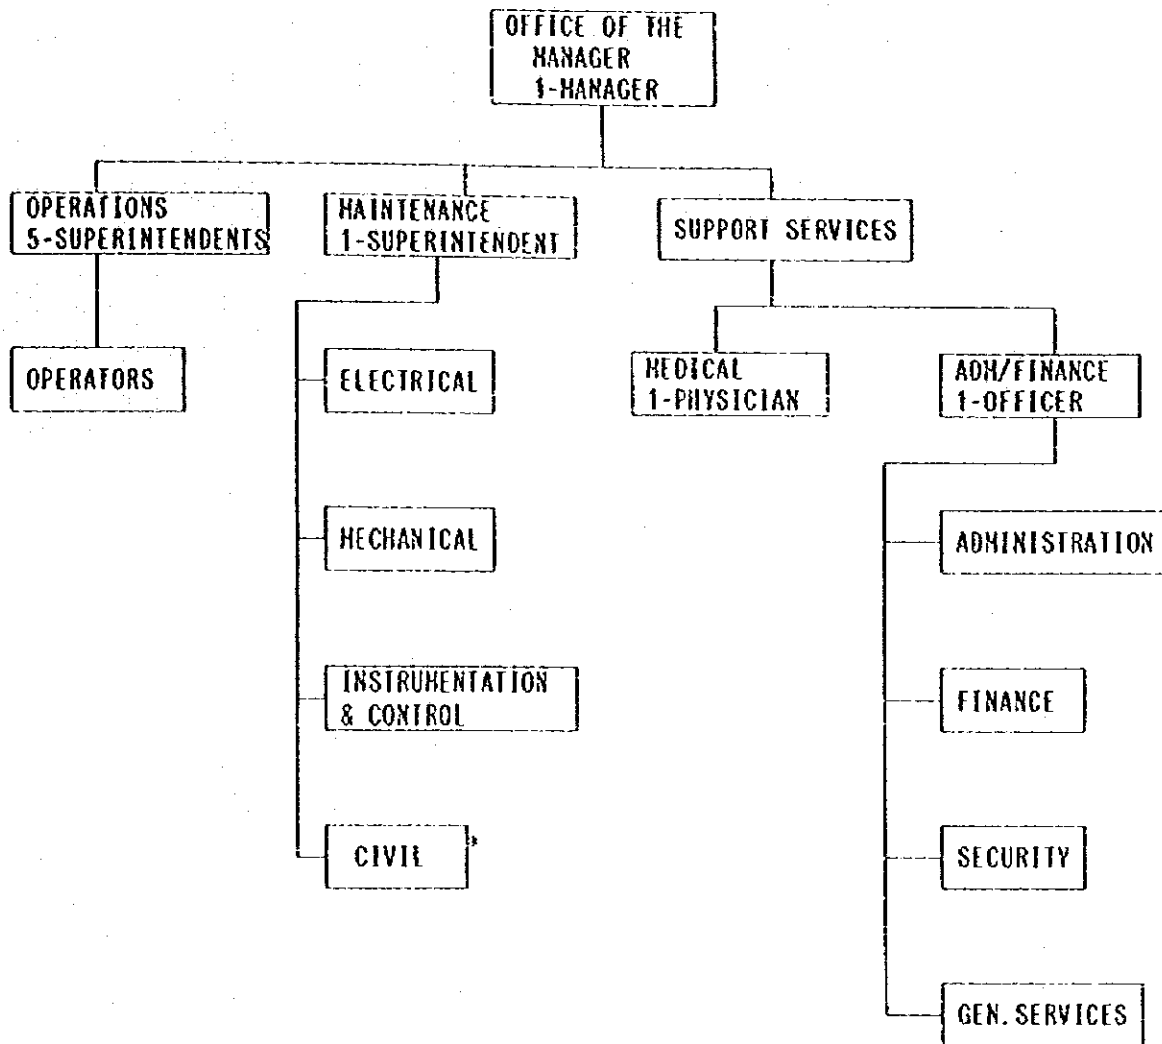 OFFICE OF THE
MANAGER
1-MANAGER
OPERATIONS
5-SUPERINTENDENTS
MAINTENANCE
1-SUPERINTENDENT
SUPPORT SERVICES
OPERATORS
ELECTRICAL
MEDICAL
1-PHYSICIAN
ADM/FINANCE
1-OFFICER
MECHANICAL
ADMINISTRATION
INSTRUMENTATION
& CONTROL
FINANCE
CIVIL
SECURITY
GEN. SERVICES